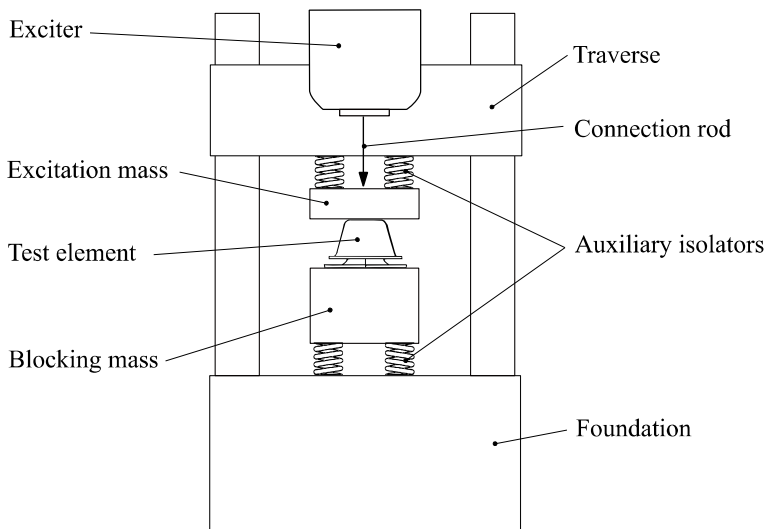 Exciter
Traverse
Connection rod
Excitation mass
Test element
Auxiliary isolators
Blocking mass
Foundation